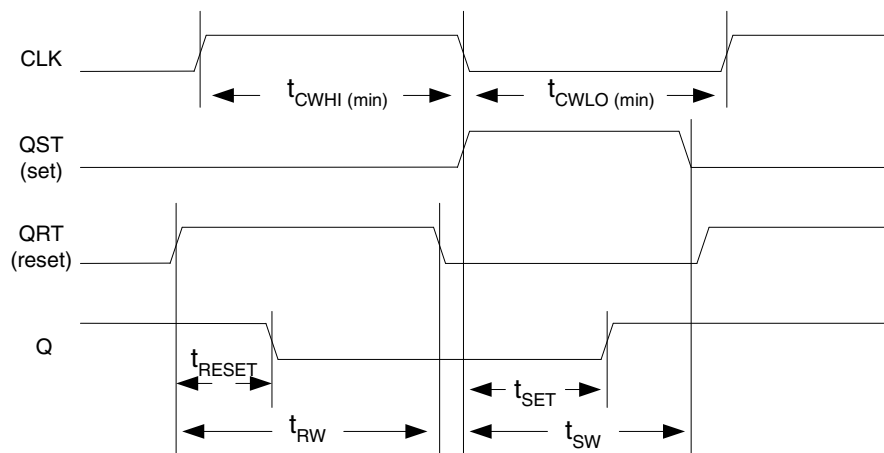 CLK
tCWHI (min)
tCWLO (min)
QST
(set)
QRT
(reset)
Q
tRESET
tSET
tRW
tSW